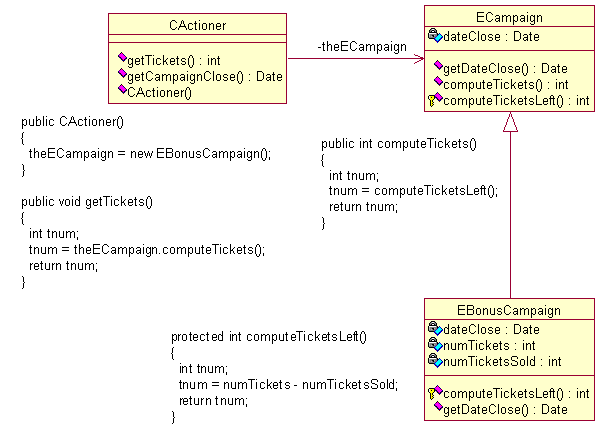 CActioner
getTickets() : int
getCampaignClose() : Date
CActioner()
-theECampaign
ECampaign
dateClose : Date
getDateClose() : Date
computeTickets() : int
computeTicketsLeft() : int
public CActioner()
{
theECampaign = new EBonusCampaign();
}
public void getTickets()
{
int tnum;
tnum = theECampaign.computeTickets();
return tnum;
}
public int computeTickets()
{
int tnum;
tnum = computeTicketsLeft();
return tnum;
}
protected int computeTicketsLeft()
{
int tnum;
tnum = numTickets - numTicketsSold;
return tnum;
}
EBonusCampaign
dateClose : Date
numTickets : int
numTicketsSold : int
computeTicketsLeft() : int
getDateClose() : Date